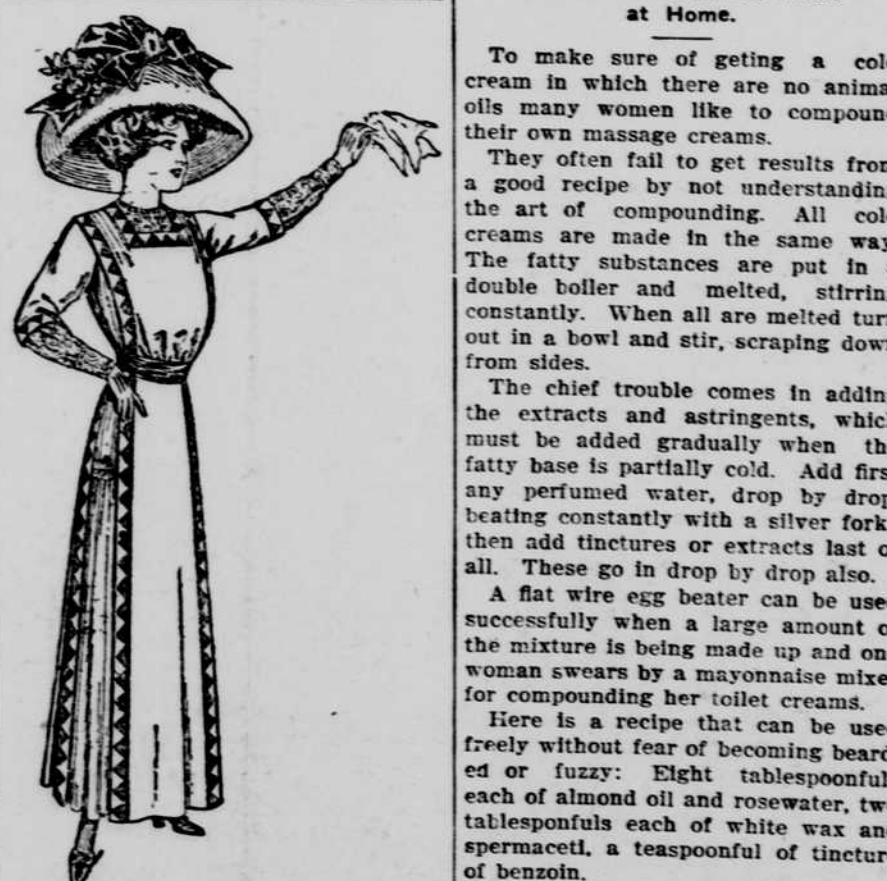 at Home.
To make sure of geting a col
cream in which there are no anima
oils many women like to compoun
their own massage creams.
They often fail to get results from
a good recipe by not understandin
the art of compounding. All col
creams are made in the same way
The fatty substances are put in
double boiler and melted, stirrin
constantly. When all are melted tur
out in a bowl and stir, scraping dow
from sides.
The chief trouble comes in addin
the extracts and astringents, whic
must be added gradually when th
fatty base is partially cold. Add firs
any perfumed water, drop by drop
beating constantly with a silver fork
then add tinctures or extracts last o
all. These go in drop by drop also.
A flat wire egg beater can be use
successfully when a large amount o
the mixture is being made up and on
woman swears by a mayonnaise mixe
for compounding her toilet creams.
Here is a recipe that can be use
freely without fear of becoming beard
ed or fuzzy: Eight tablespoonful
each of almond oil and rosewater, tw
tablesponfuls each of white wax an
spermaceti, a teaspoonful of tinctur
of benzoin.